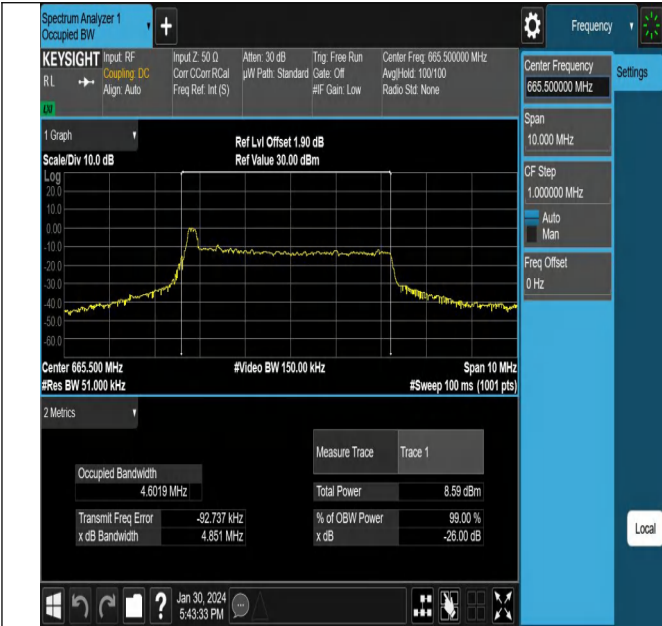 Spectrum Analyzer 1
Occupied BW
+
Frequency
KEYSIGHT
RL
LXI
Input: RF
Coupling: DC
Align: Auto
Input Z: 50 Ω
Corr CCorr RCal
Freq Ref: Int (S)
Atten: 30 dB
µW Path: Standard
Trig: Free Run
Gate: Off
#IF Gain: Low
Center Freq: 665.500000 MHz
Avg|Hold: 100/100
Radio Std: None
Center Frequency
665.500000 MHz
Settings
Span
10.000 MHz
CF Step
1.000000 MHz
Auto
Man
Freq Offset
0 Hz
1 Graph
Scale/Div 10.0 dB
Ref Lvl Offset 1.90 dB
Ref Value 30.00 dBm
Log
20.0
10.0
0.00
-10.0
-20.0
-30.0
-40.0
-50.0
-60.0
Center 665.500 MHz
#Video BW 150.00 kHz
Span 10 MHz
#Res BW 51.000 kHz
#Sweep 100 ms (1001 pts)
2 Metrics
Measure Trace Trace 1
Occupied Bandwidth
4.6019 MHz
Total Power 8.59 dBm
Transmit Freq Error -92.737 kHz
% of OBW Power 99.00 %
x dB Bandwidth 4.851 MHz
x dB -26.00 dB
Local
?
Jan 30, 2024
5:43:33 PM